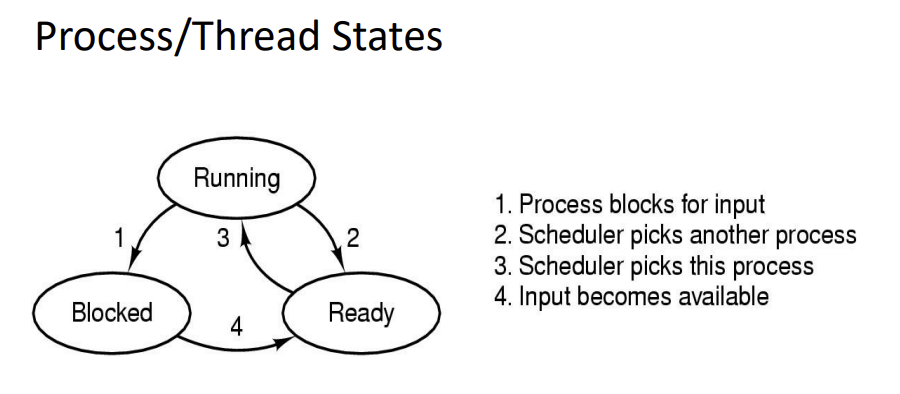 Process/Thread States
Running
1
3
2
Blocked
4
Ready
1. Process blocks for input
2. Scheduler picks another process
3. Scheduler picks this process
4. Input becomes available